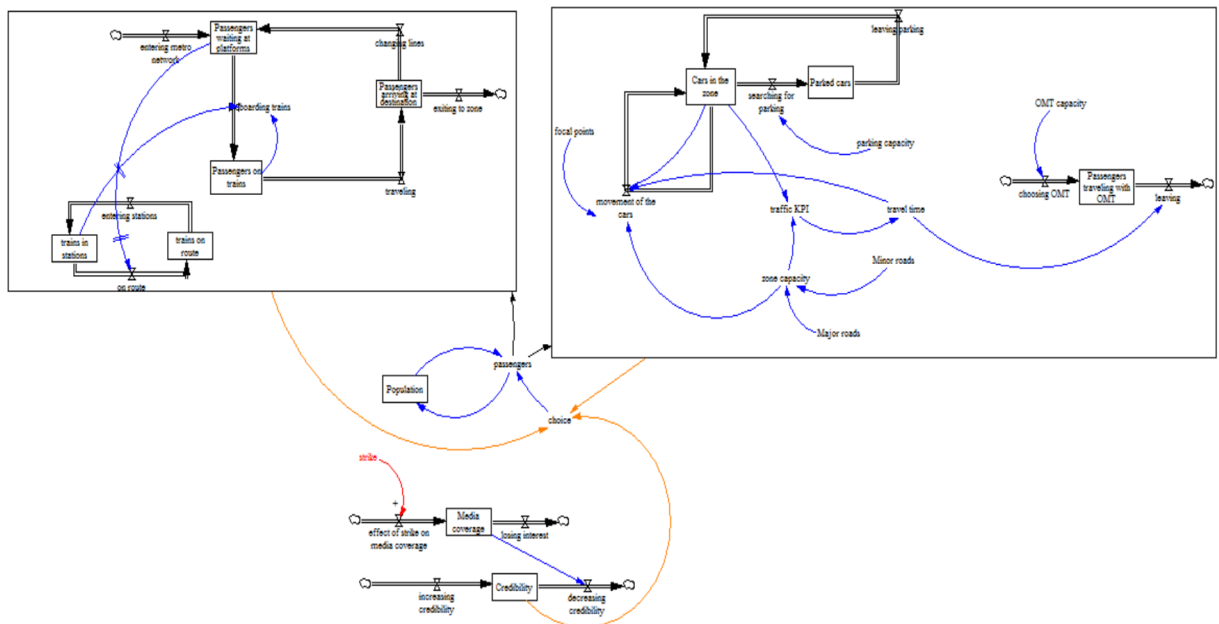 Passengers
waiting at
platforms
entering metro
network
changing lines
Passengers
arriving at
destination
exiting to zone
boarding trains
Passengers on
trains
traveling
entering stations
trains in
stations
trains on
route
on route
leaving parking
Cars in the
zone
searching for
parking
Parked cars
parking capacity
focal points
movement of the
cars
traffic KPI
travel time
zone capacity
Minor roads
Major roads
OMT capacity
choosing OMT
Passengers
traveling with
OMT
leaving
passengers
Population
choice
strike
+
effect of strike on
media coverage
Media
coverage
losing interest
increasing
credibility
Credibility
decreasing
credibility